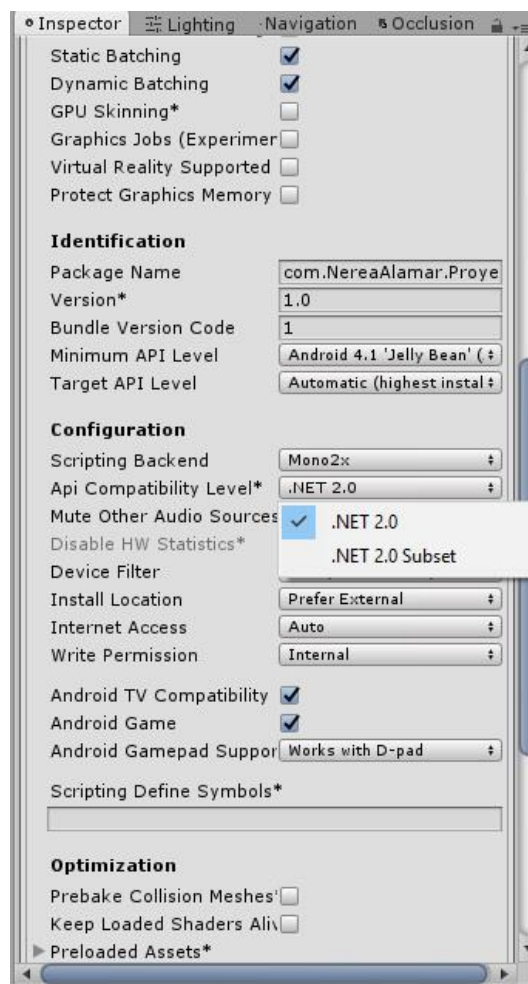 Inspector Lighting Navigation Occlusion
Static Batching
Dynamic Batching
GPU Skinning*
Graphics Jobs (Experimen
Virtual Reality Supported
Protect Graphics Memory
Identification
Package Name com.NereaAlamar.Proye
Version* 1.0
Bundle Version Code 1
Minimum API Level Android 4.1 'Jelly Bean' (
Target API Level Automatic (highest instal
Configuration
Scripting Backend Mono2x
Api Compatibility Level* .NET 2.0
Mute Other Audio Sources .NET 2.0
Disable HW Statistics*
.NET 2.0 Subset
Device Filter
Install Location Prefer External
Internet Access Auto
Write Permission Internal
Android TV Compatibility
Android Game
Android Gamepad Suppor Works with D-pad
Scripting Define Symbols*
Optimization
Prebake Collision Meshes*
Keep Loaded Shaders Aliv
Preloaded Assets*